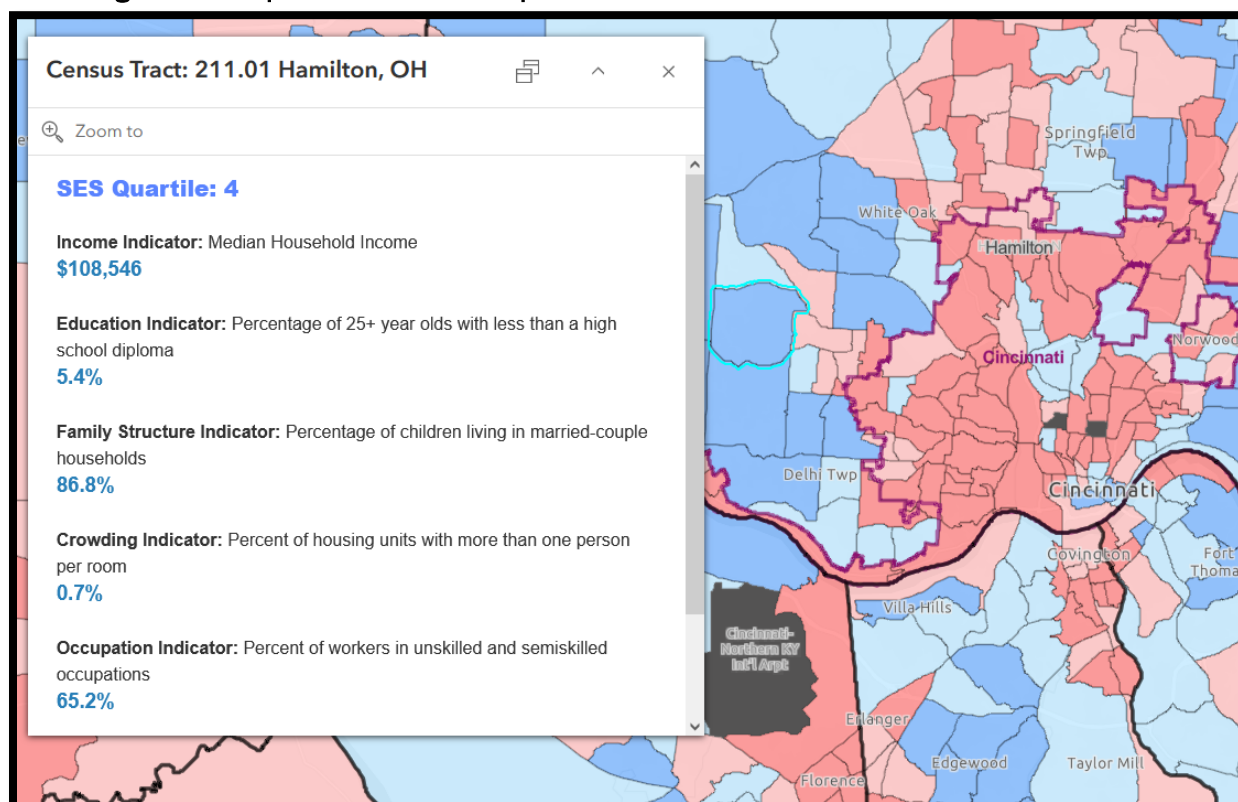 Census Tract: 211.01 Hamilton, OH
Zoom to
SES Quartile: 4
Income Indicator: Median Household Income
$108,546
Education Indicator: Percentage of 25+ year olds with less than a high
school diploma
5.4%
Family Structure Indicator: Percentage of children living in married-couple
households
86.8%
Crowding Indicator: Percent of housing units with more than one person
per room
0.7%
Occupation Indicator: Percent of workers in unskilled and semiskilled
occupations
65.2%
Springfield
Twp
White Oak
Hamilton
Norwood
Cincinnati
Delhi Twp
Cincinnati
Covington
Fort
Thoma
Villa Hills
Cincinnati-
Northern KY
Int'l Arpt
Erlanger
Edgewood
Taylor Mill
Florence